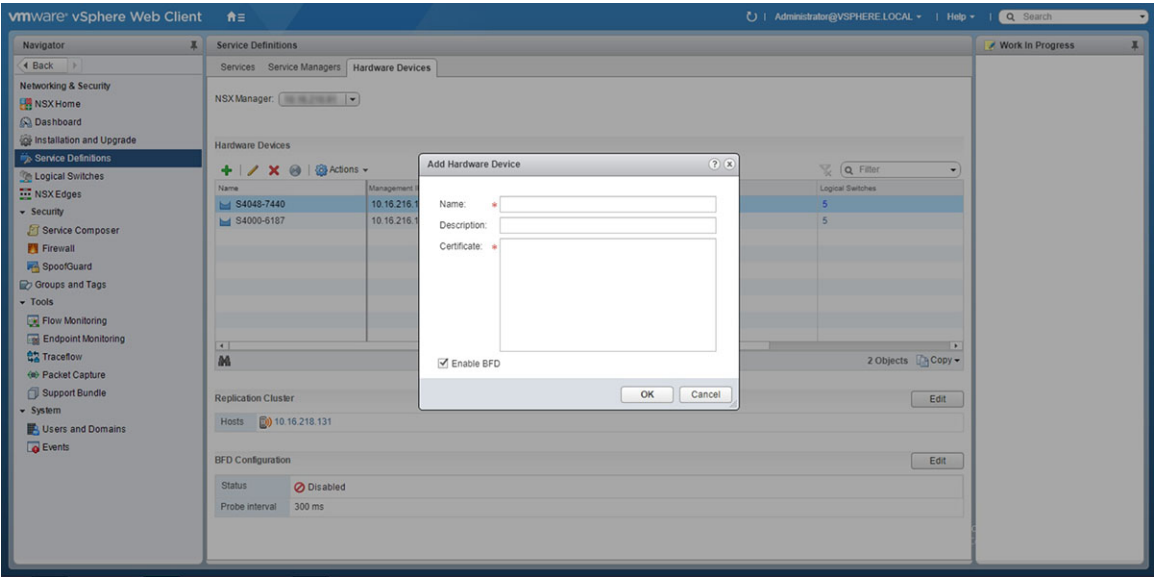 vmware® vSphere Web Client
Administrator@VSPHERE.LOCAL
Help
Search
Navigator
Back
Networking & Security
NSX Home
Dashboard
Installation and Upgrade
Service Definitions
Logical Switches
NSX Edges
Security
Service Composer
Firewall
SpoofGuard
Groups and Tags
Tools
Flow Monitoring
Endpoint Monitoring
Traceflow
Packet Capture
Support Bundle
System
Users and Domains
Events
Service Definitions
Services Service Managers Hardware Devices
NSX Manager:
Hardware Devices
Actions
Filter
Name Management Logical Switches
S4048-7440 10.16.216.1 5
S4000-6187 10.16.216.1 5
2 Objects Copy
Replication Cluster
Edit
Hosts 10.16.218.131
BFD Configuration
Edit
Status Disabled
Probe interval 300 ms
Add Hardware Device
?
Name: *
Description:
Certificate: *
Enable BFD
OK Cancel
Work In Progress